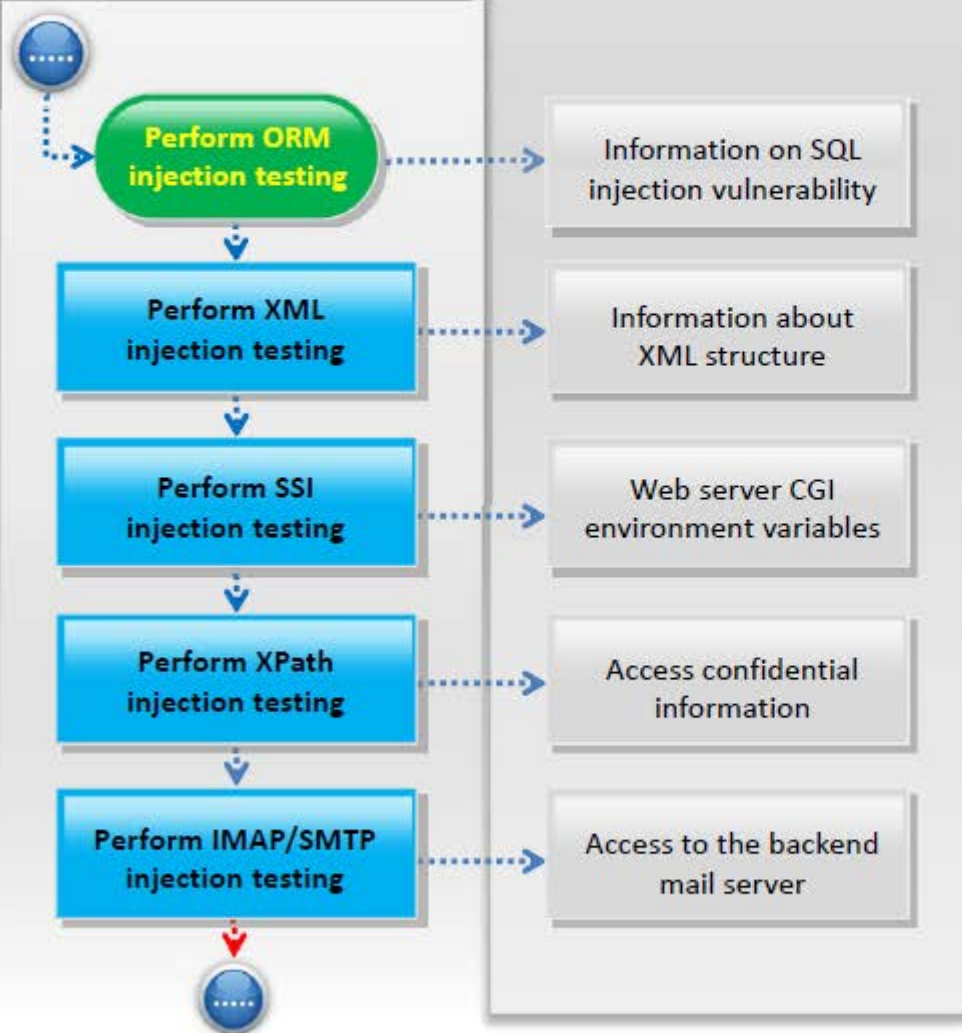 Perform ORM
injection testing
Information on SQL
injection vulnerability
Perform XML
injection testing
Information about
XML structure
Perform SSI
injection testing
Web server CGI
environment variables
Perform XPath
injection testing
Access confidential
information
Perform IMAP/SMTP
injection testing
Access to the backend
mail server